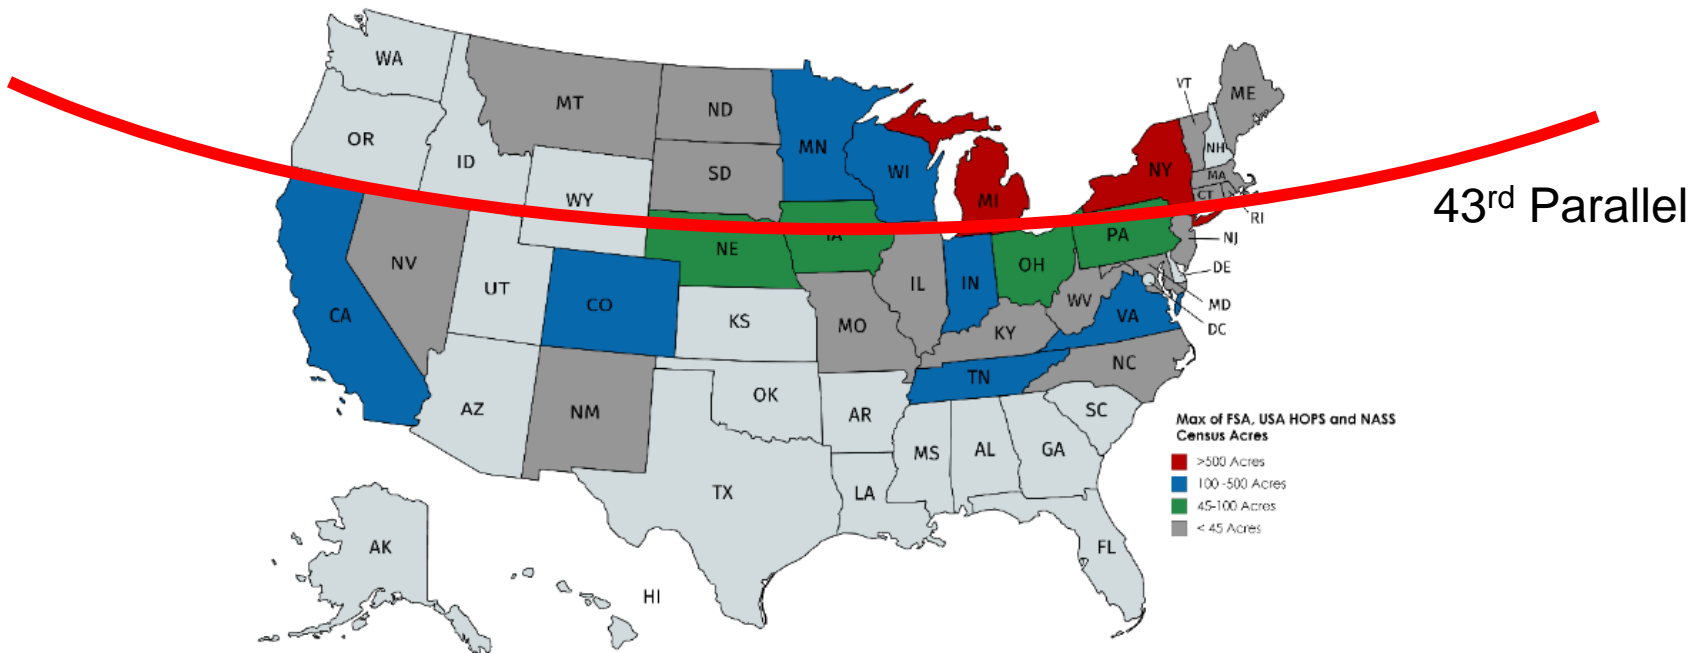 WA
MT
ND
MN
VT
ME
OR
ID
SD
WI
NH
NY
MA
WY
MI
CT
RI
43rd Parallel
NE
IA
PA
NJ
NV
UT
CO
IL
IN
OH
DE
CA
KS
MO
WV
VA
MD
KY
DC
NC
TN
AZ
NM
OK
AR
SC
MS
AL
GA
TX
LA
FL
AK
HI
Max of FSA, USA HOPS and NASS
Census Acres
>500 Acres
100 -500 Acres
45-100 Acres
< 45 Acres